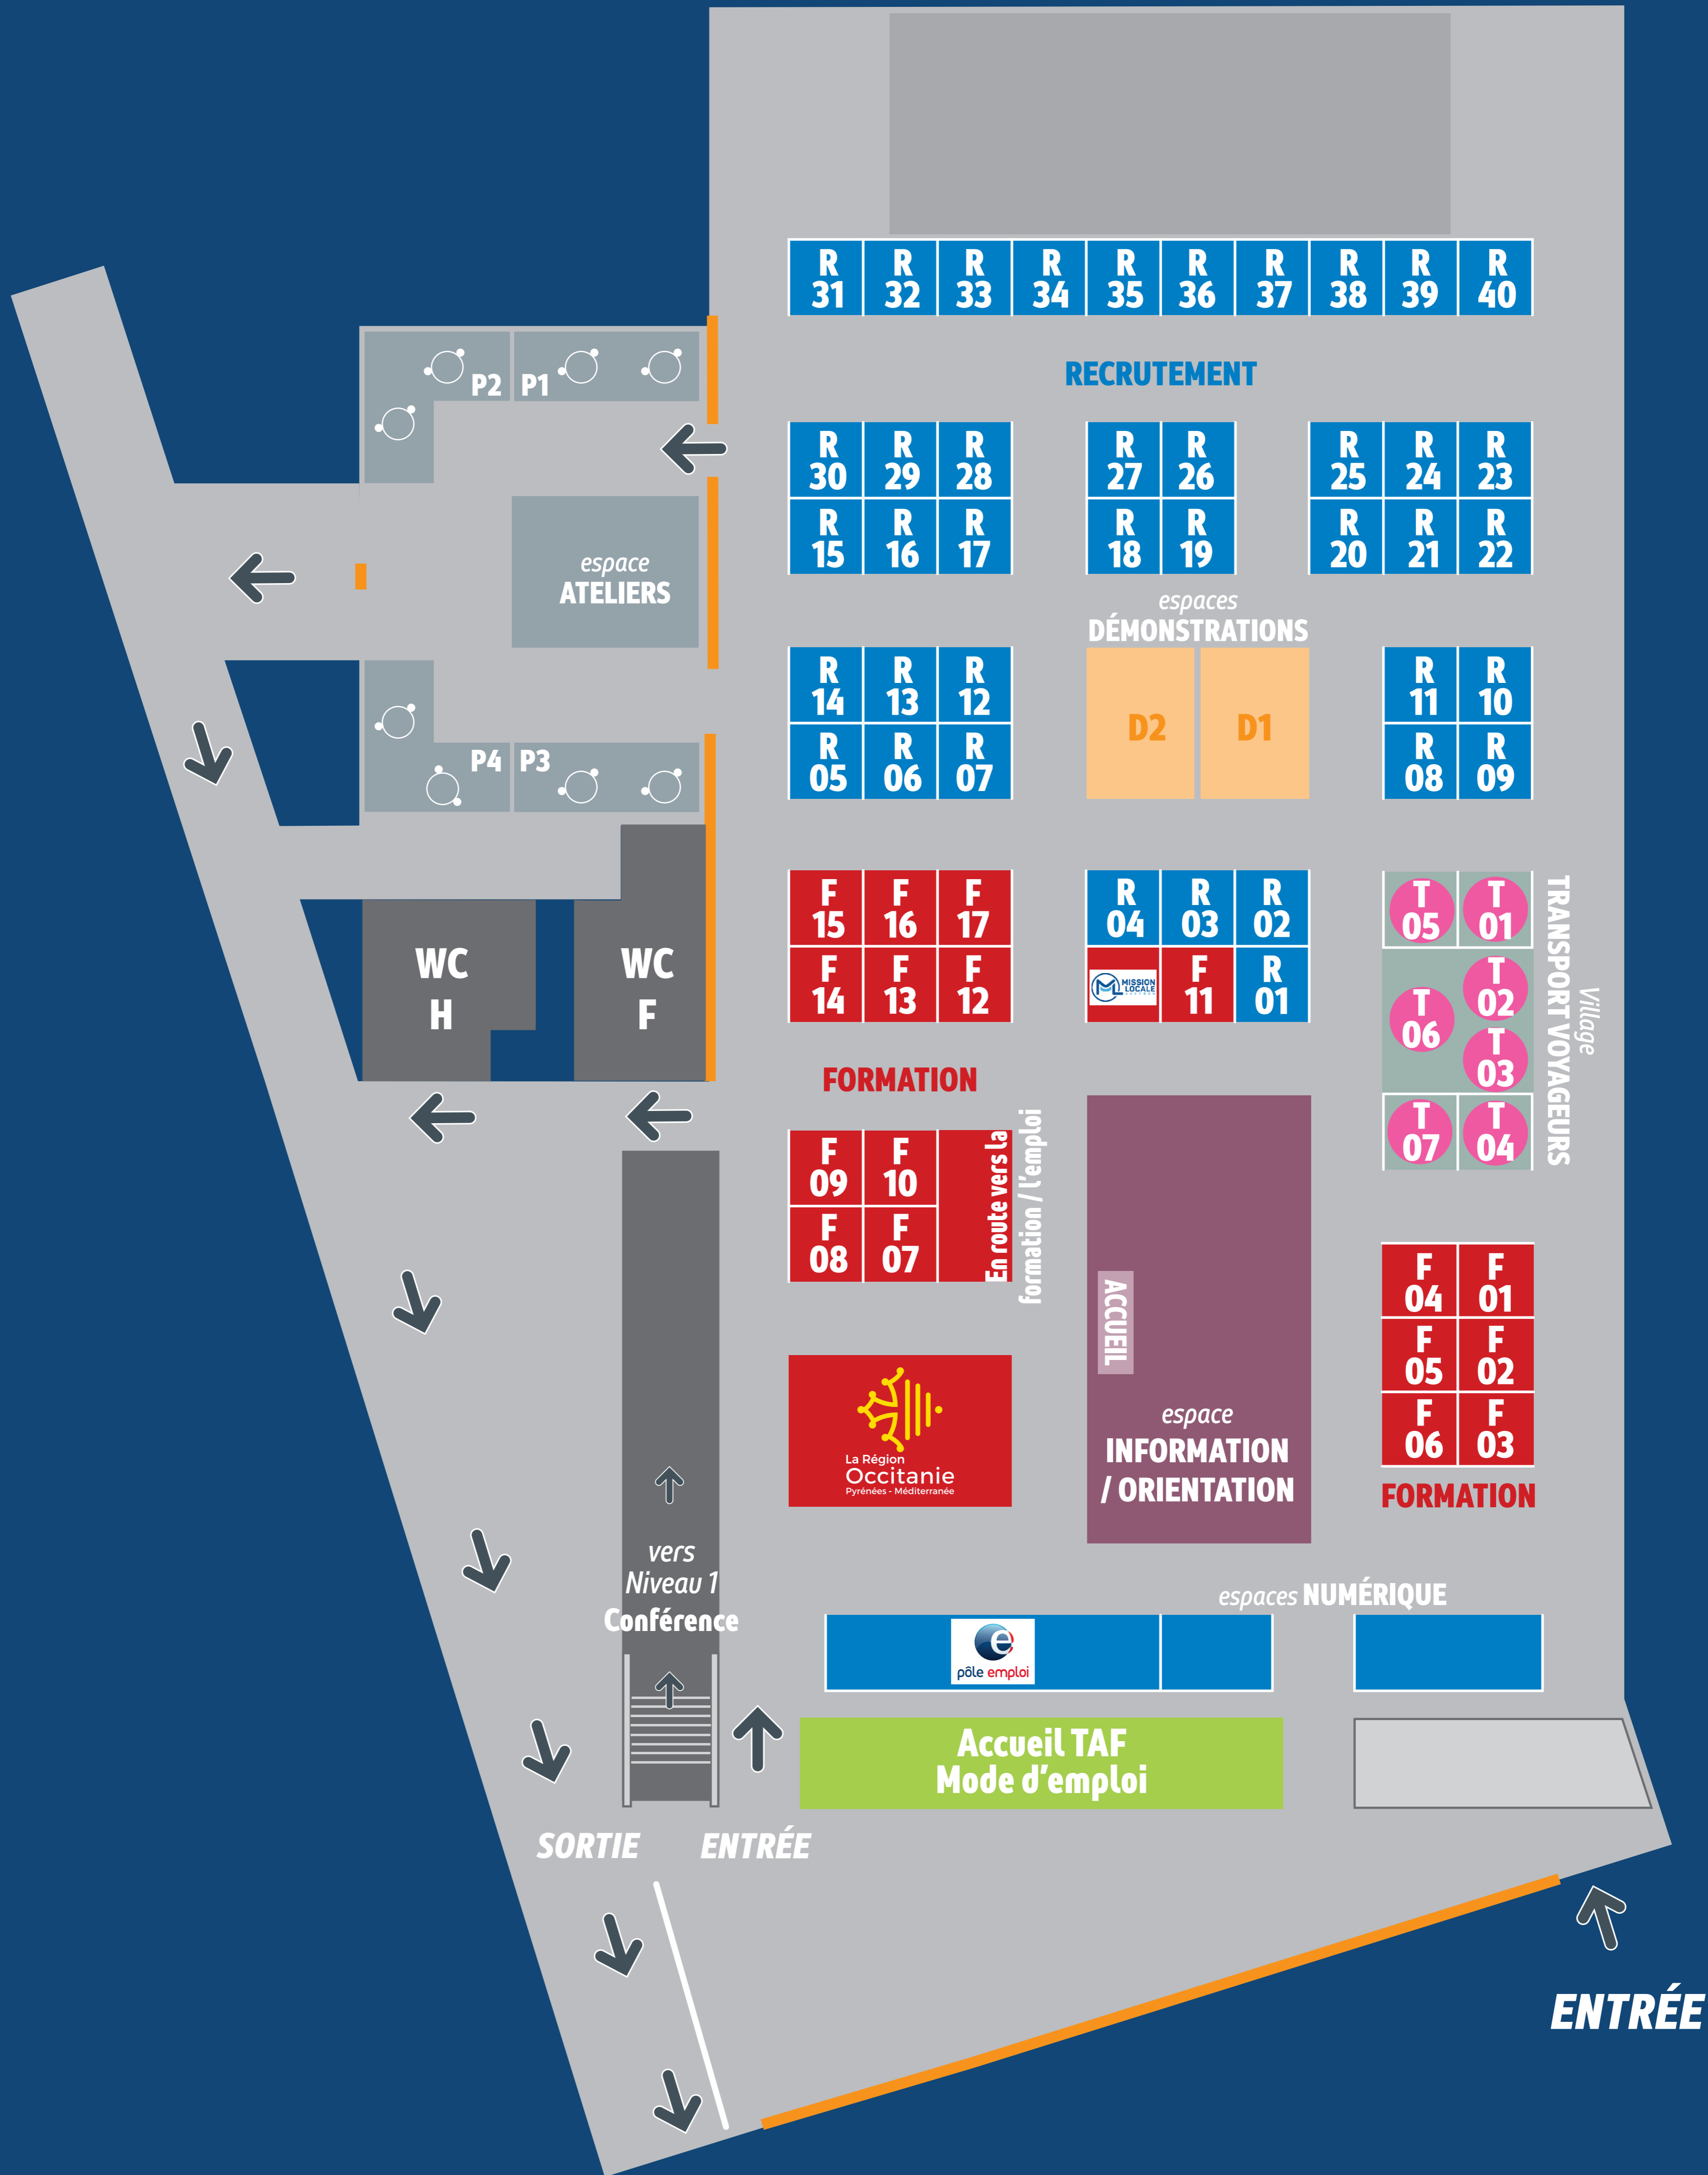 R R R R R R R R R R
31 32 33 34 35 36 37 38 39 40
RECRUTEMENT
P2 P1
R R R R R R R R
30 29 28 27 26 25 24 23
R R R R R R R R
15 16 17 18 19 20 21 22
espace
ATELIERS
espaces
DÉMONSTRATIONS
R R R R R
14 13 12 11 10
D2 D1
R R R R R
05 06 07 08 09
P4 P3
F F F R R R
15 16 17 04 03 02
F F F F R
14 13 12 11 01
MISSION
LOCALE
T T
05 01
T
02
T
06
T
03
T T
07 04
Village
TRANSPORT VOYAGEURS
WC
H
WC
F
FORMATION
F F
09 10
F F
08 07
En route vers la
formation / l'emploi
ACCUEIL
espace
INFORMATION
/ ORIENTATION
F F
04 01
F F
05 02
F F
06 03
FORMATION
La Région
Occitanie
Pyrénées - Méditerranée
vers
Niveau 1
Conférence
espaces NUMÉRIQUE
e
pôle emploi
Accueil TAF
Mode d'emploi
SORTIE ENTRÉE
ENTRÉE